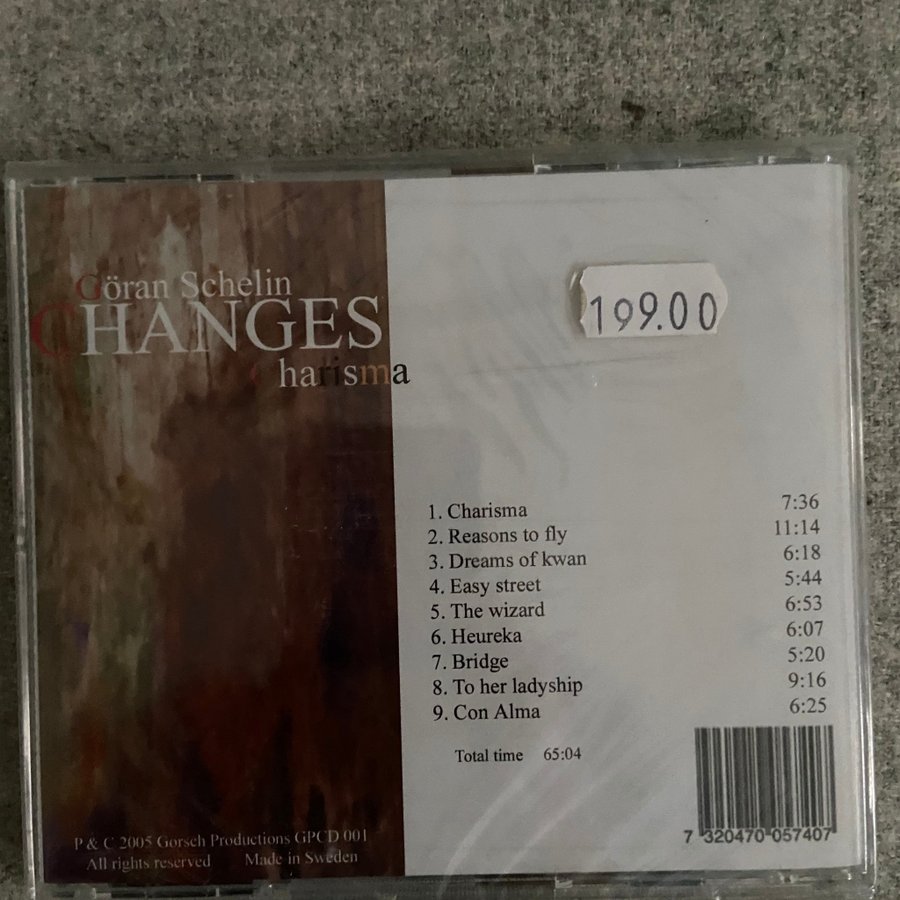 Göran Schelin
CHANGES
Charisma
199.00
1. Charisma 7:36
2. Reasons to fly 11:14
3. Dreams of kwan 6:18
4. Easy street 5:44
5. The wizard 6:53
6. Heureka 6:07
7. Bridge 5:20
8. To her ladyship 9:16
9. Con Alma 6:25
Total time 65:04
P & C 2005 Gorsch Productions GPCD 001
All rights reserved Made in Sweden
7 320470 057407